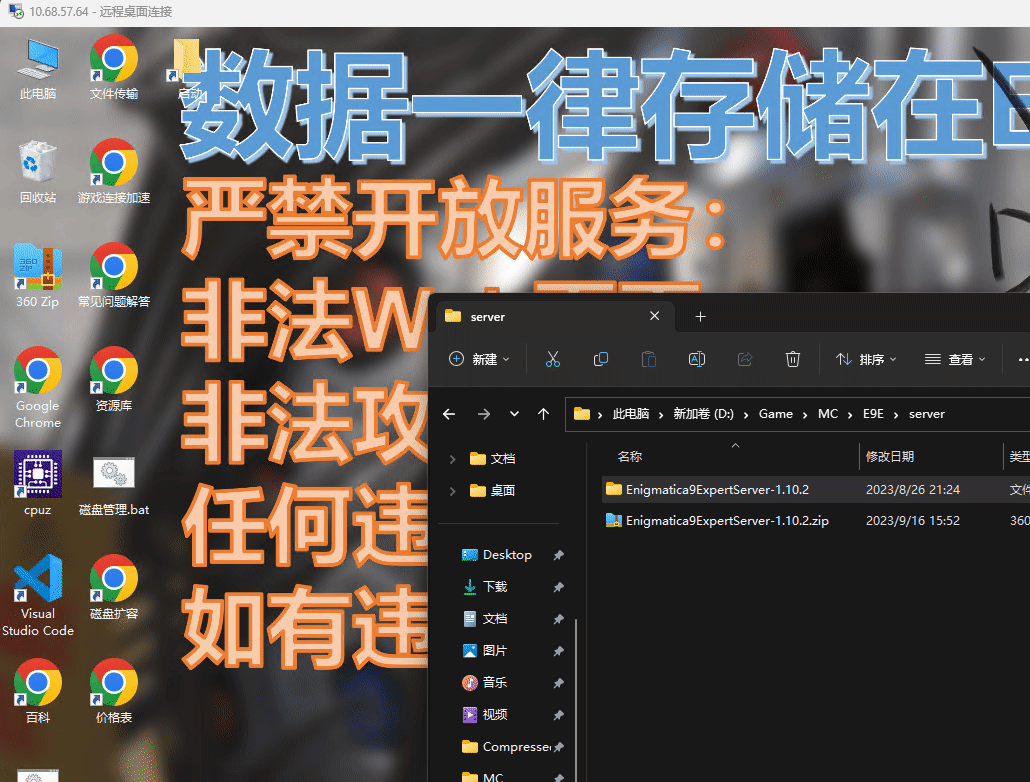 10.68.57.64 - 远程桌面连接
此电脑
文件传输
启动
数据一律存储在
回收站
游戏连接加速
严禁开放服务：
360 Zip
常见问题解答
非法W
Google Chrome
资源库
非法攻
cpuz
磁盘管理.bat
任何违
Visual Studio Code
磁盘扩容
如有违
百科
价格表
server
新建
排序
查看
此电脑
新加卷 (D:)
Game
MC
E9E
server
文档
桌面
Desktop
下载
文档
图片
音乐
视频
Compresse
MC
名称
修改日期
类型
Enigmatica9ExpertServer-1.10.2
2023/8/26 21:24
文件
Enigmatica9ExpertServer-1.10.2.zip
2023/9/16 15:52
360